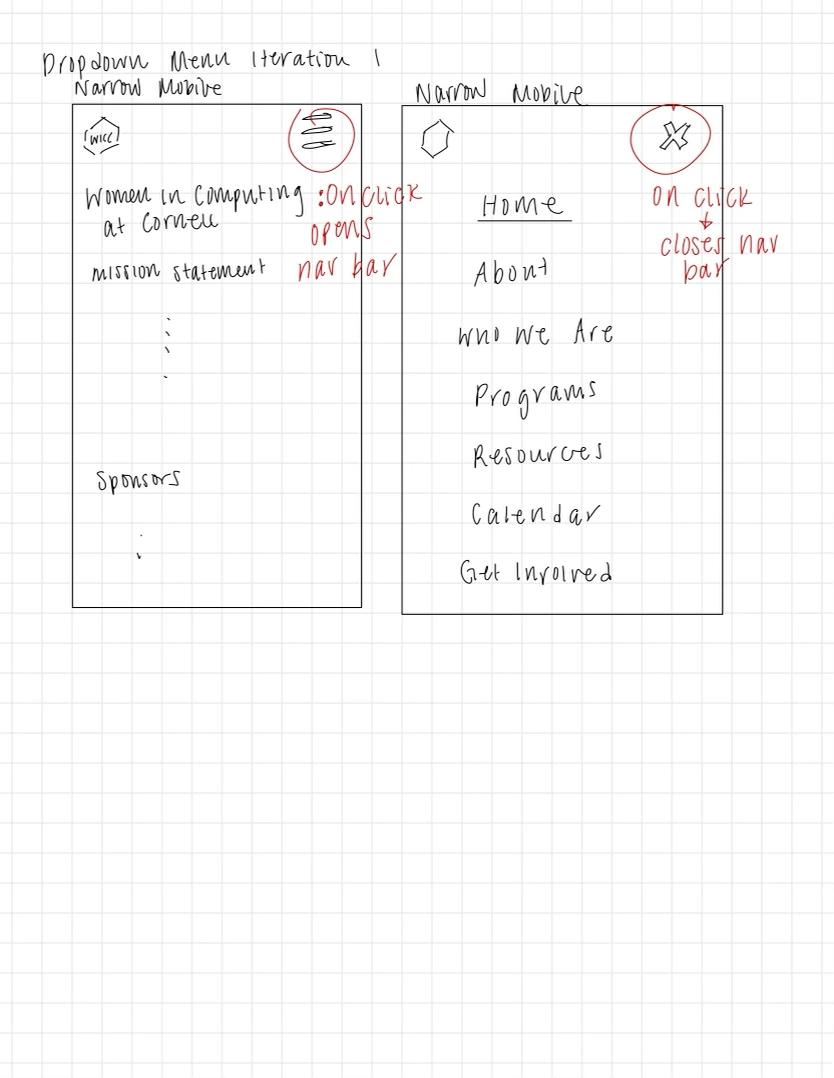 Dropdown Menu Iteration 1
Narrow Mobile
WICC
Women in Computing
at Cornell
mission statement
Sponsors
:On click
opens
nav bar
Narrow Mobile
Home
About
Who We Are
Programs
Resources
Calendar
Get Involved
On click
closes nav
bar